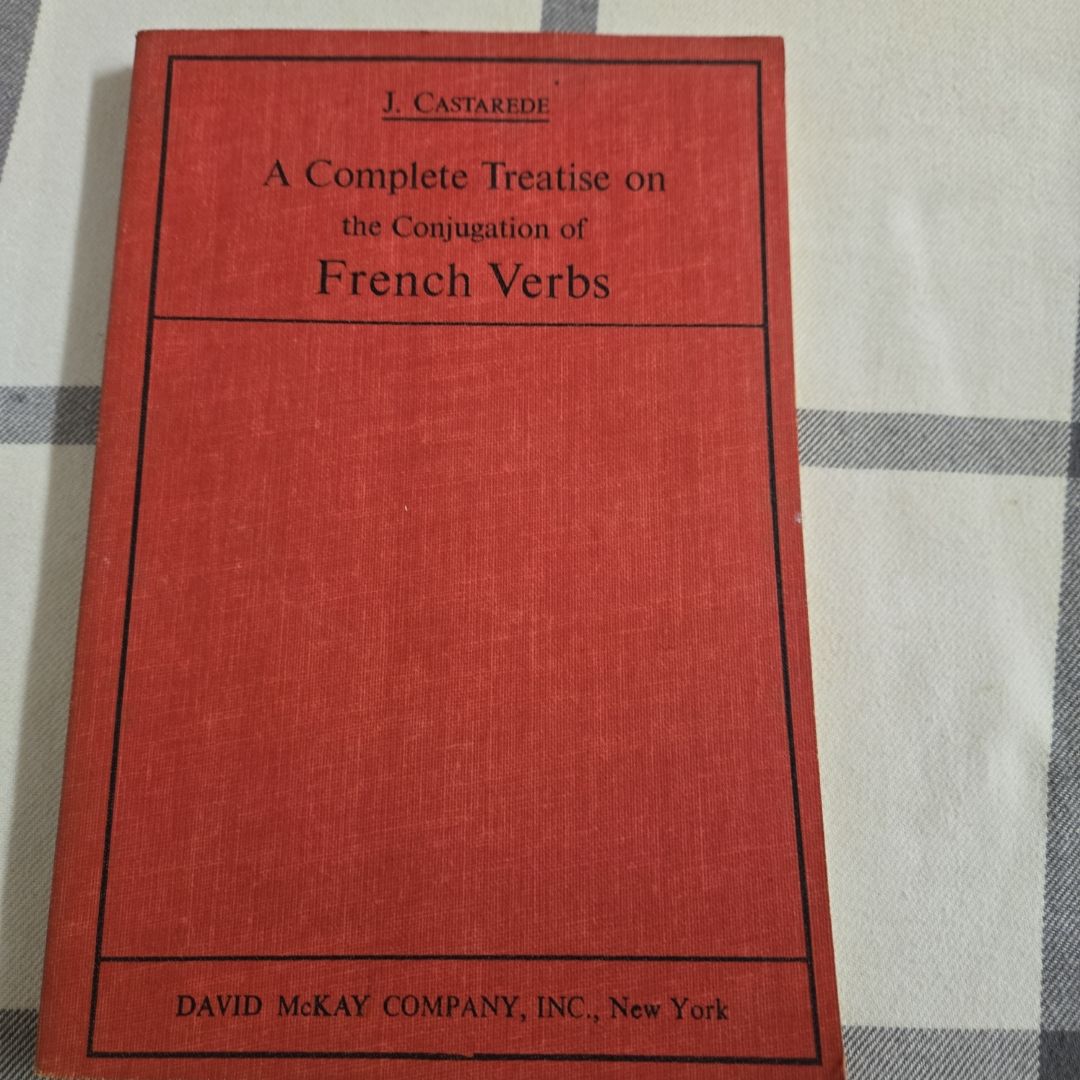 J. CASTAREDE
A Complete Treatise on
the Conjugation of
French Verbs
DAVID McKAY COMPANY, INC., New York